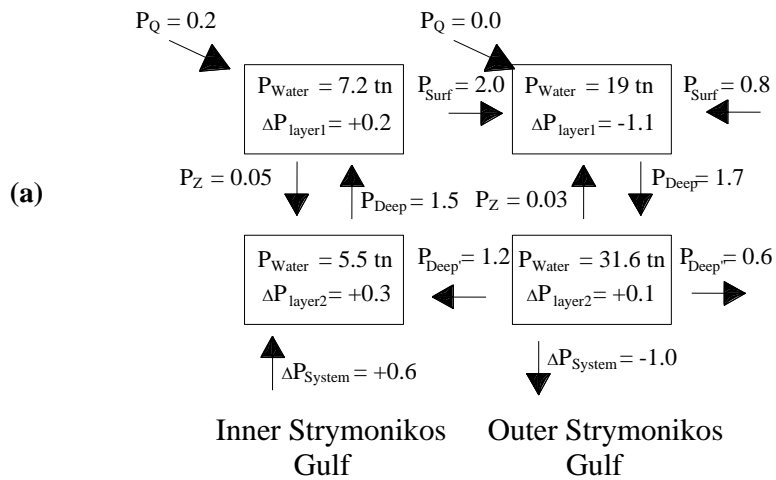 P_Q = 0.2
P_Q = 0.0
P_Water = 7.2 tn
ΔP_layer1 = +0.2
P_Surf = 2.0
P_Water = 19 tn
ΔP_layer1 = -1.1
P_Surf = 0.8
(a)
P_Z = 0.05
P_Deep = 1.5
P_Z = 0.03
P_Deep = 1.7
P_Water = 5.5 tn
ΔP_layer2 = +0.3
P_Deep' = 1.2
P_Water = 31.6 tn
ΔP_layer2 = +0.1
P_Deep'' = 0.6
ΔP_System = +0.6
ΔP_System = -1.0
Inner Strymonikos
Gulf
Outer Strymonikos
Gulf